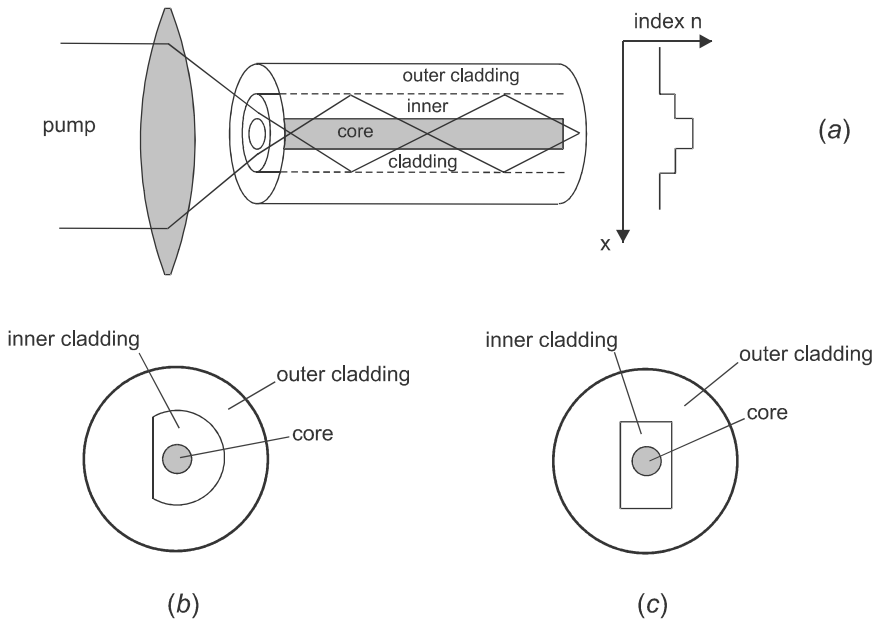 index n
outer cladding
inner
pump
core
cladding
(a)
x
inner cladding
outer cladding
core
(b)
inner cladding
outer cladding
core
(c)